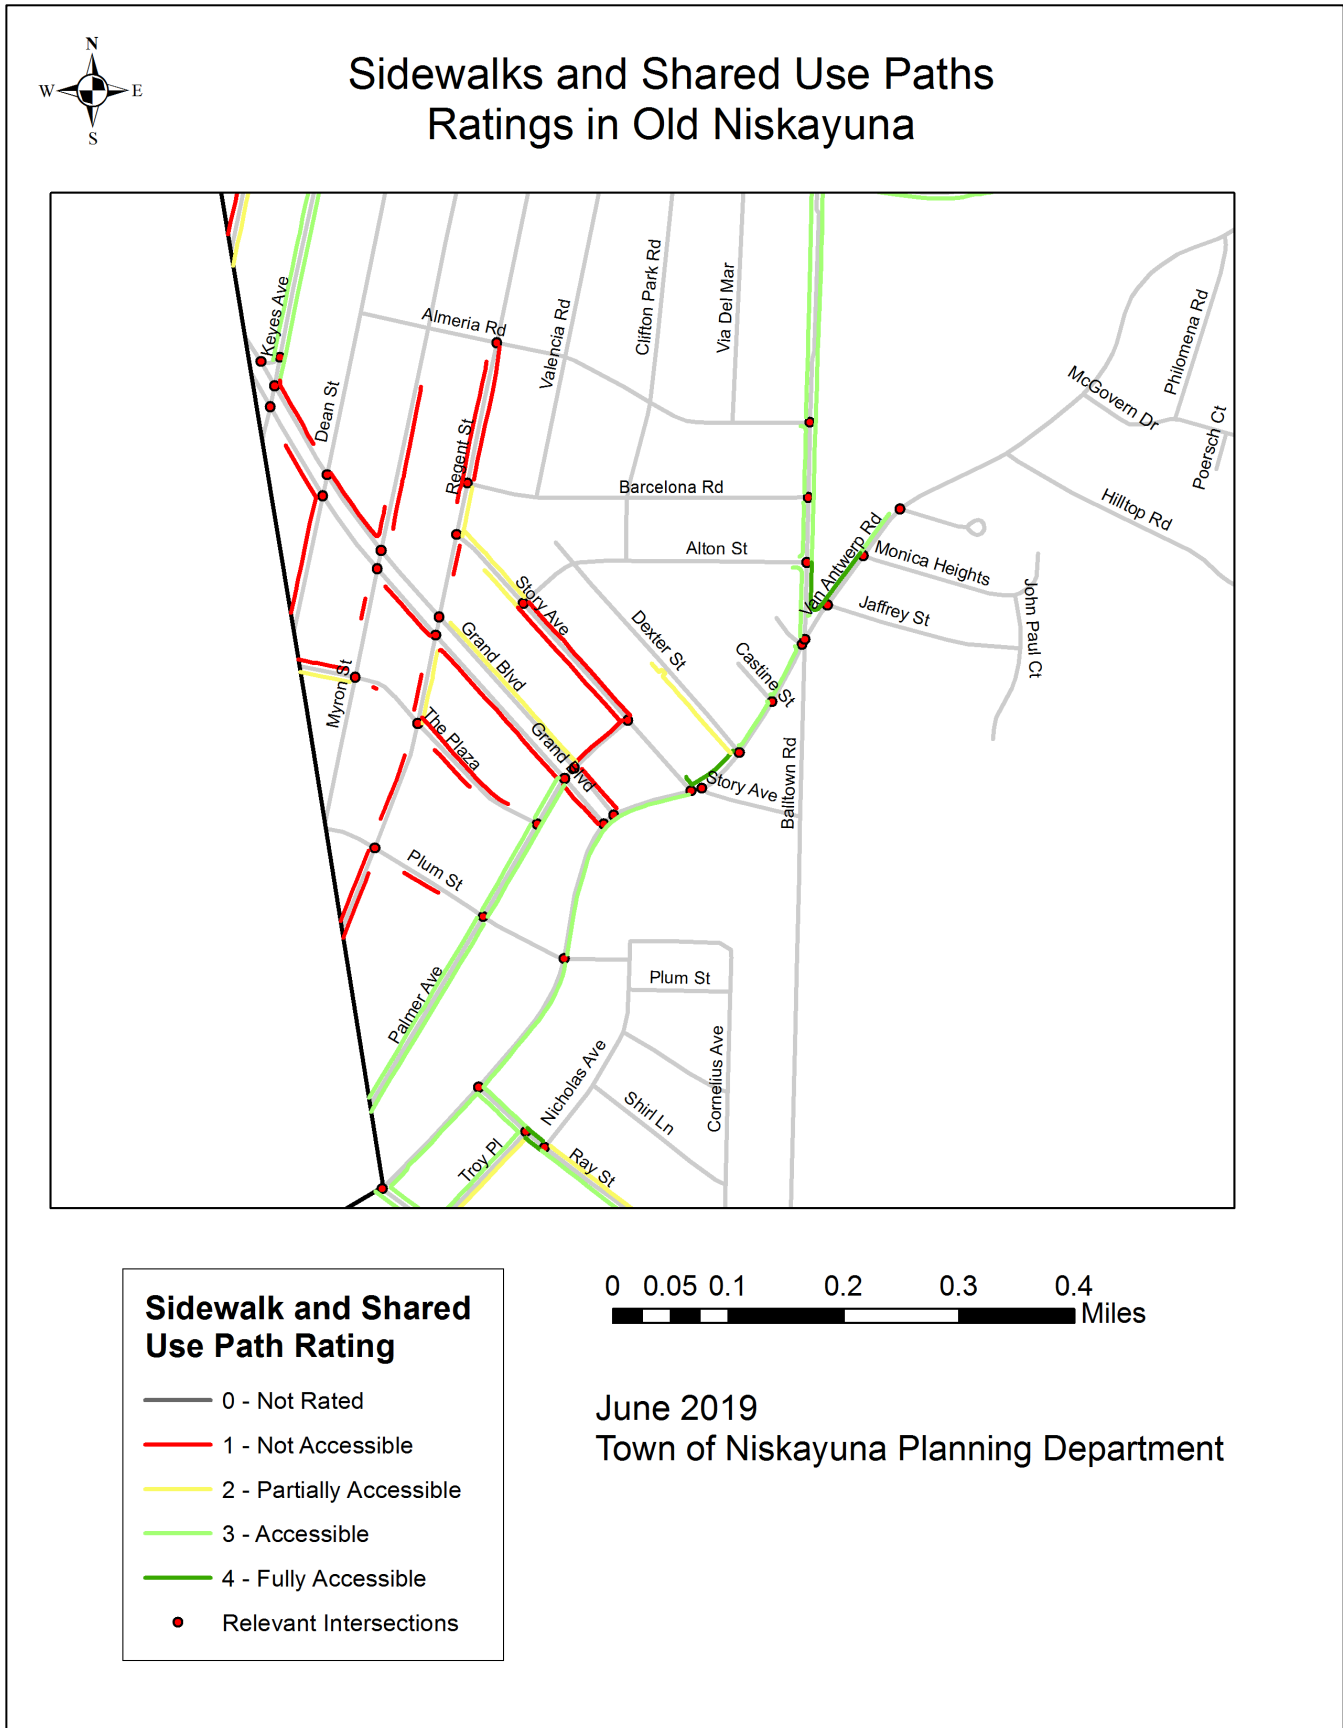 N
W E
S
Sidewalks and Shared Use Paths
Ratings in Old Niskayuna
Keyes Ave
Dean St
Almeria Rd
Regent St
Valencia Rd
Clifton Park Rd
Via Del Mar
Barcelona Rd
Alton St
Van Antwerp Rd
Monica Heights
Jaffrey St
John Paul Ct
McGovern Dr
Philomena Rd
Poersch Ct
Hilltop Rd
Story Ave
Dexter St
Castine St
Grand Blvd
Grand Blvd
Myron St
The Plaza
Story Ave
Balltown Rd
Plum St
Palmer Ave
Plum St
Nicholas Ave
Cornelius Ave
Shirl Ln
Troy Pl
Ray St
Sidewalk and Shared
Use Path Rating
0 - Not Rated
1 - Not Accessible
2 - Partially Accessible
3 - Accessible
4 - Fully Accessible
Relevant Intersections
0 0.05 0.1 0.2 0.3 0.4
Miles
June 2019
Town of Niskayuna Planning Department